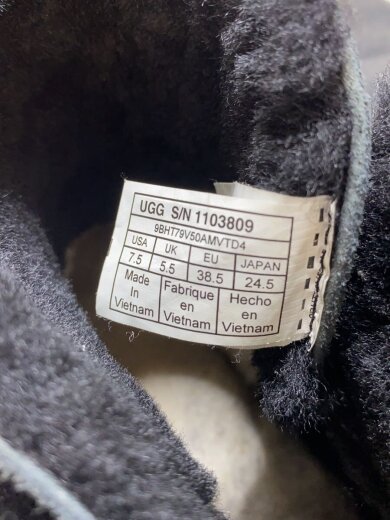 UGG S/N 1103809
9BHT79V50AMVTD4
USA UK EU JAPAN
7.5 5.5 38.5 24.5
Made In Vietnam
Fabrique en Vietnam
Hecho en Vietnam